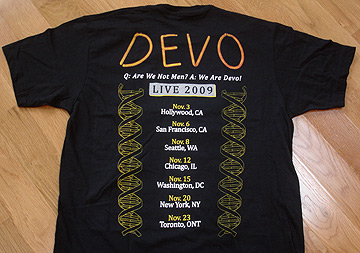 DEVO
Q: Are We Not Men? A: We Are Devo!
LIVE 2009
Nov. 3
Hollywood, CA
Nov. 6
San Francisco, CA
Nov. 8
Seattle, WA
Nov. 12
Chicago, IL
Nov. 15
Washington, DC
Nov. 20
New York, NY
Nov. 23
Toronto, ONT